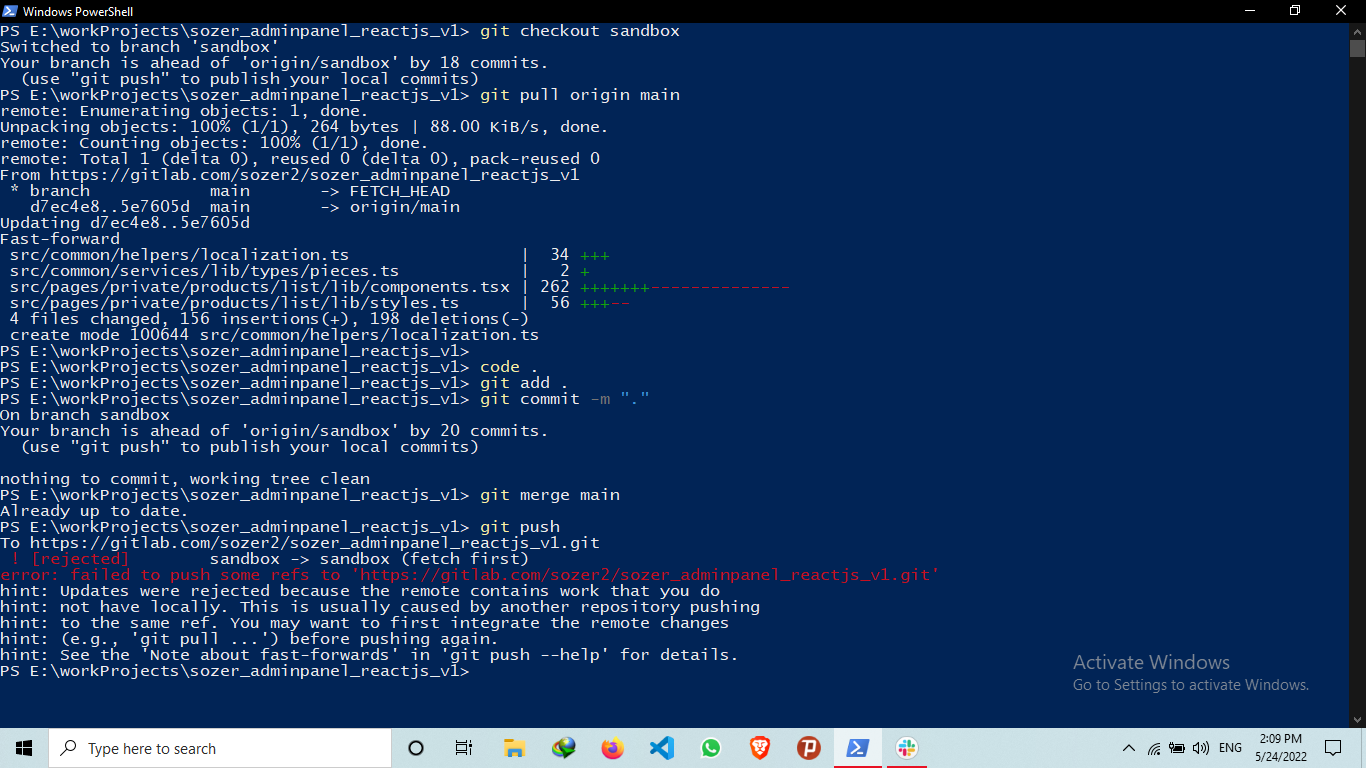 Windows PowerShell
PS E:\workProjects\sozer_adminpanel_reactjs_v1> git checkout sandbox
Switched to branch 'sandbox'
Your branch is ahead of 'origin/sandbox' by 18 commits.
  (use "git push" to publish your local commits)
PS E:\workProjects\sozer_adminpanel_reactjs_v1> git pull origin main
remote: Enumerating objects: 1, done.
Unpacking objects: 100% (1/1), 264 bytes | 88.00 KiB/s, done.
remote: Counting objects: 100% (1/1), done.
remote: Total 1 (delta 0), reused 0 (delta 0), pack-reused 0
From https://gitlab.com/sozer2/sozer_adminpanel_reactjs_v1
 * branch            main       -> FETCH_HEAD
   d7ec4e8..5e7605d  main       -> origin/main
Updating d7ec4e8..5e7605d
Fast-forward
 src/common/helpers/localization.ts                 |  34 +++
 src/common/services/lib/types/pieces.ts            |   2 +
 src/pages/private/products/list/lib/components.tsx | 262 +++++++--------------
 src/pages/private/products/list/lib/styles.ts      |  56 +++--
 4 files changed, 156 insertions(+), 198 deletions(-)
 create mode 100644 src/common/helpers/localization.ts
PS E:\workProjects\sozer_adminpanel_reactjs_v1>
PS E:\workProjects\sozer_adminpanel_reactjs_v1> code .
PS E:\workProjects\sozer_adminpanel_reactjs_v1> git add .
PS E:\workProjects\sozer_adminpanel_reactjs_v1> git commit -m "."
On branch sandbox
Your branch is ahead of 'origin/sandbox' by 20 commits.
  (use "git push" to publish your local commits)
nothing to commit, working tree clean
PS E:\workProjects\sozer_adminpanel_reactjs_v1> git merge main
Already up to date.
PS E:\workProjects\sozer_adminpanel_reactjs_v1> git push
To https://gitlab.com/sozer2/sozer_adminpanel_reactjs_v1.git
 ! [rejected]        sandbox -> sandbox (fetch first)
error: failed to push some refs to 'https://gitlab.com/sozer2/sozer_adminpanel_reactjs_v1.git'
hint: Updates were rejected because the remote contains work that you do
hint: not have locally. This is usually caused by another repository pushing
hint: to the same ref. You may want to first integrate the remote changes
hint: (e.g., 'git pull ...') before pushing again.
hint: See the 'Note about fast-forwards' in 'git push --help' for details.
PS E:\workProjects\sozer_adminpanel_reactjs_v1>
Activate Windows
Go to Settings to activate Windows.
Type here to search
ENG
2:09 PM
5/24/2022